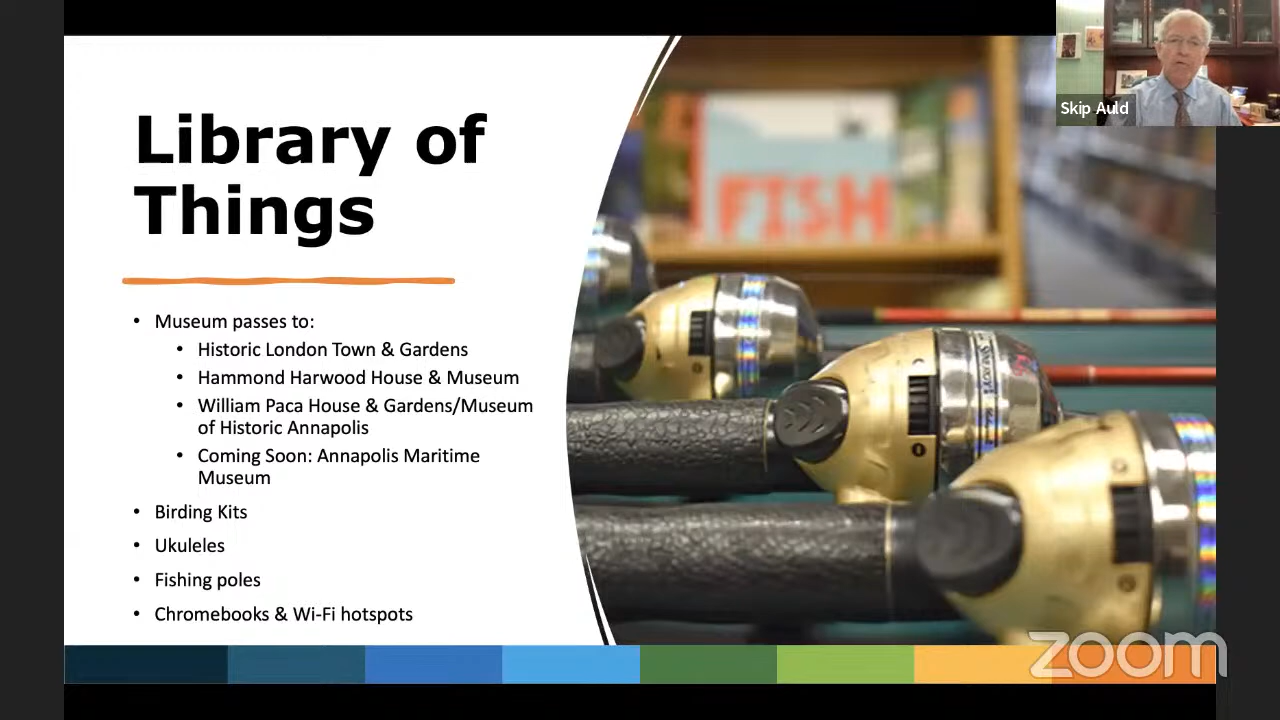 Library of
Things
• Museum passes to:
• Historic London Town & Gardens
• Hammond Harwood House & Museum
• William Paca House & Gardens/Museum
of Historic Annapolis
• Coming Soon: Annapolis Maritime
Museum
• Birding Kits
• Ukuleles
• Fishing poles
• Chromebooks & Wi-Fi hotspots
FISH
Skip Auld
zoom